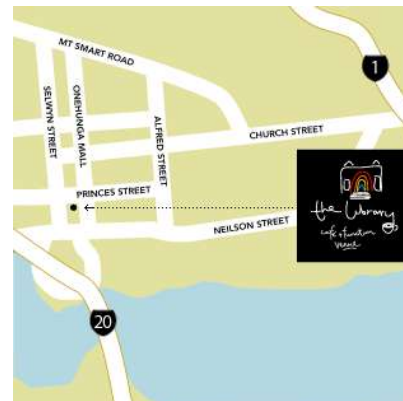 MT SMART ROAD
1
SELWYN STREET
ONEHUNGA MALL
ALFRED STREET
CHURCH STREET
PRINCES STREET
the Library
cafe + function
venue
NEILSON STREET
20